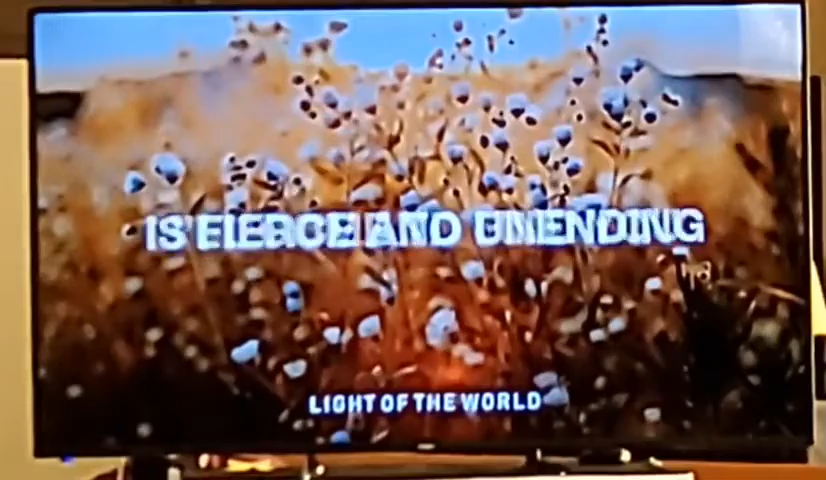 IS FIERCE AND UNENDING
LIGHT OF THE WORLD